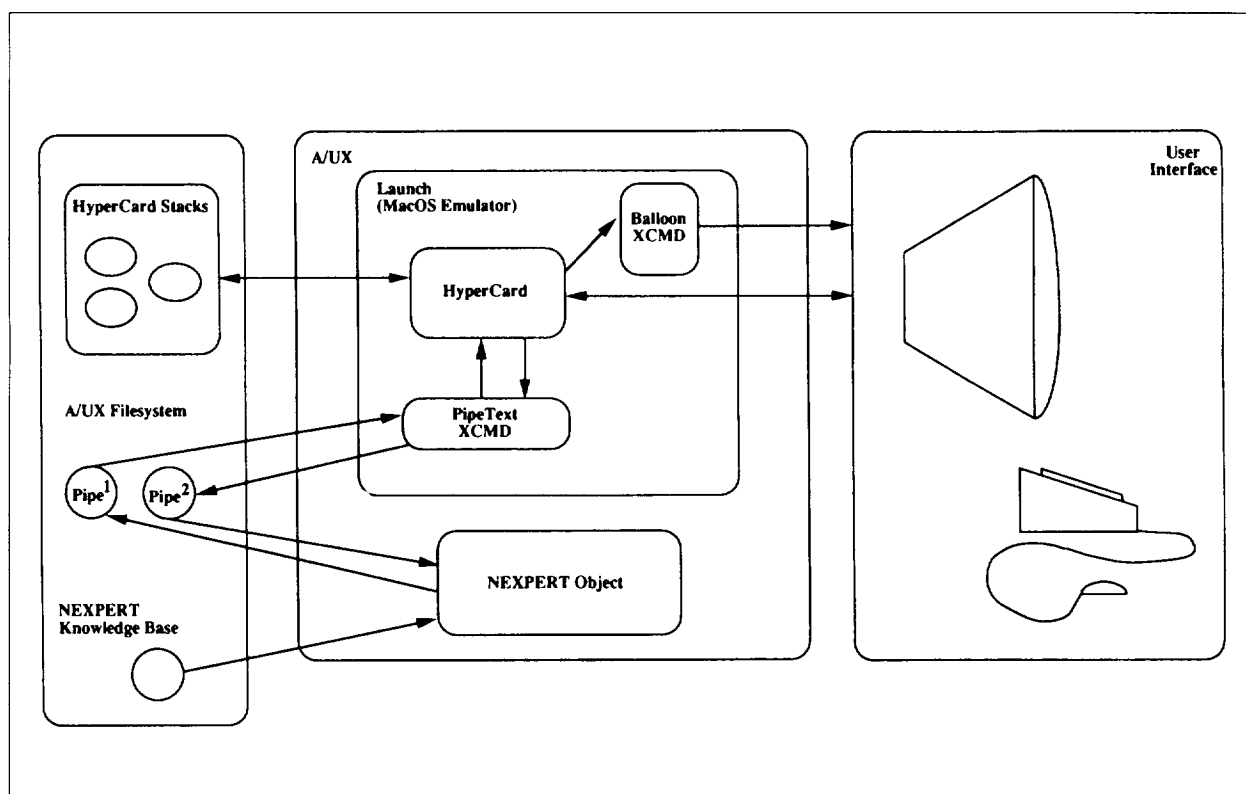 A/UX
User
Interface
Launch
(MacOS Emulator)
HyperCard Stacks
Balloon
XCMD
HyperCard
A/UX Filesystem
PipeText
XCMD
Pipe1
Pipe2
NEXPERT Object
NEXPERT
Knowledge Base